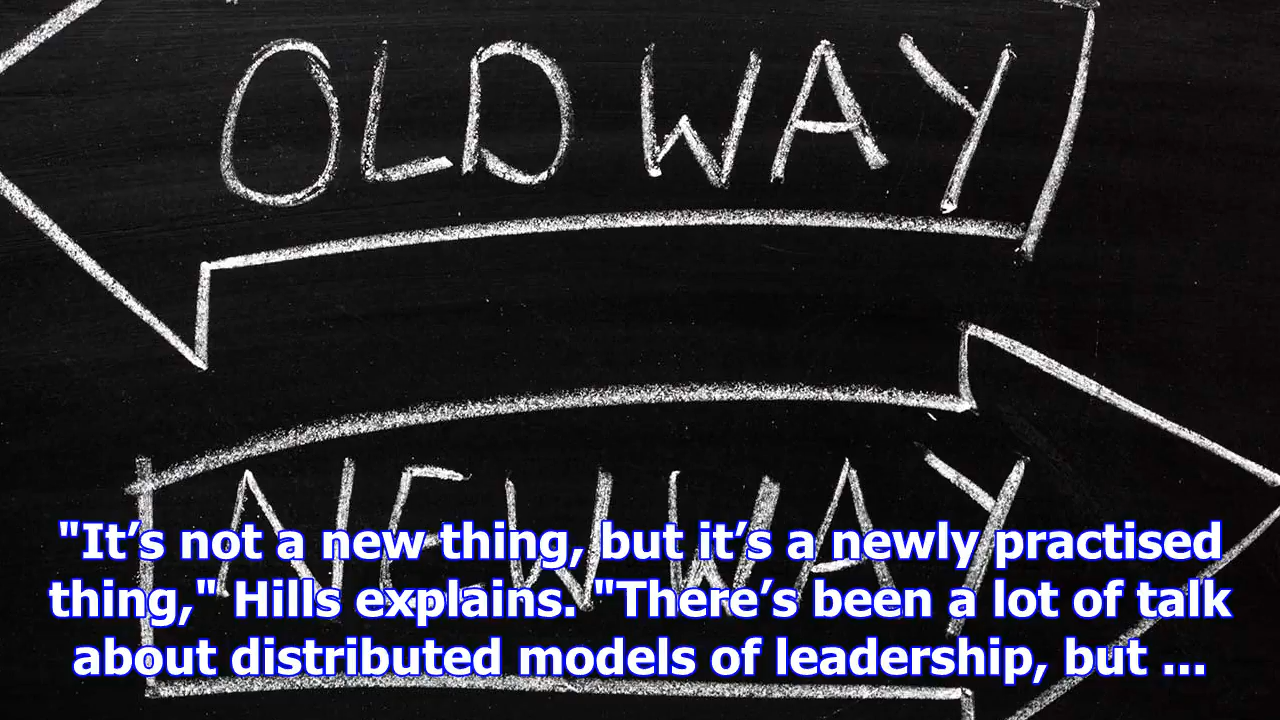 OLD WAY
NEW WAY
"It’s not a new thing, but it’s a newly practised
thing," Hills explains. "There’s been a lot of talk
about distributed models of leadership, but ...